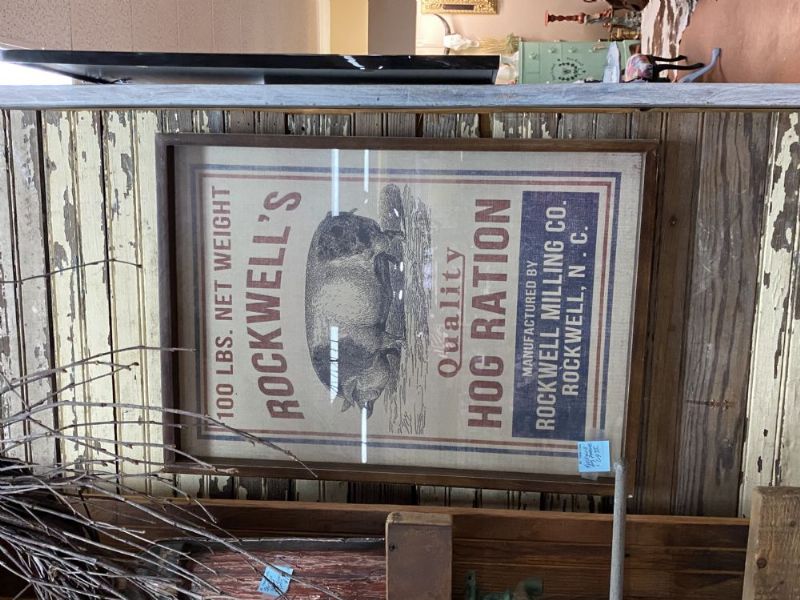 100 LBS. NET WEIGHT
ROCKWELL'S
Quality
HOG RATION
MANUFACTURED BY
ROCKWELL MILLING CO.
ROCKWELL, N. C.